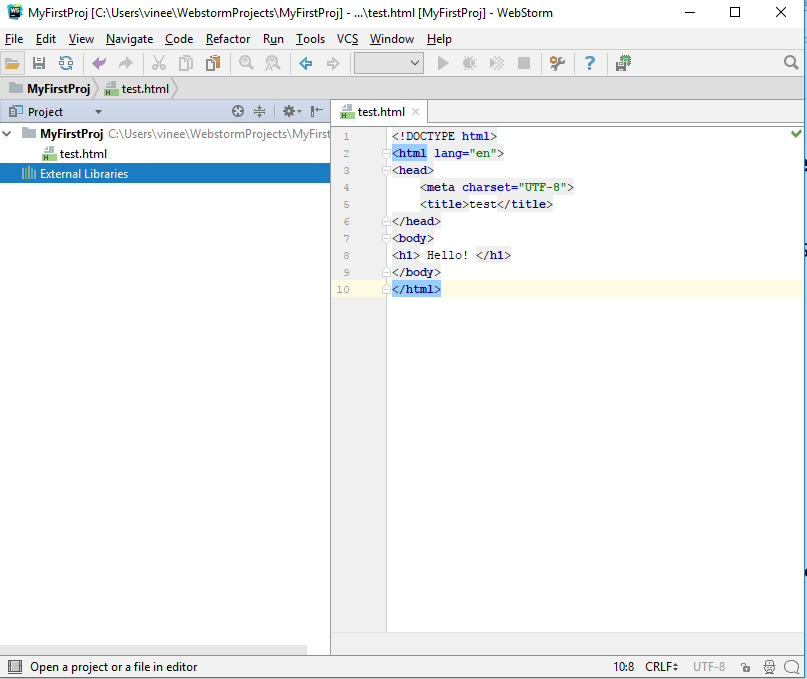 WS MyFirstProj [C:\Users\vinee\WebstormProjects\MyFirstProj] - ...\test.html [MyFirstProj] - WebStorm
File Edit View Navigate Code Refactor Run Tools VCS Window Help
MyFirstProj test.html
Project
test.html
MyFirstProj C:\Users\vinee\WebstormProjects\MyFirst
test.html
External Libraries
1 <!DOCTYPE html>
2 <html lang="en">
3 <head>
4 <meta charset="UTF-8">
5 <title>test</title>
6 </head>
7 <body>
8 <h1> Hello! </h1>
9 </body>
10 </html>
Open a project or a file in editor 10:8 CRLF UTF-8